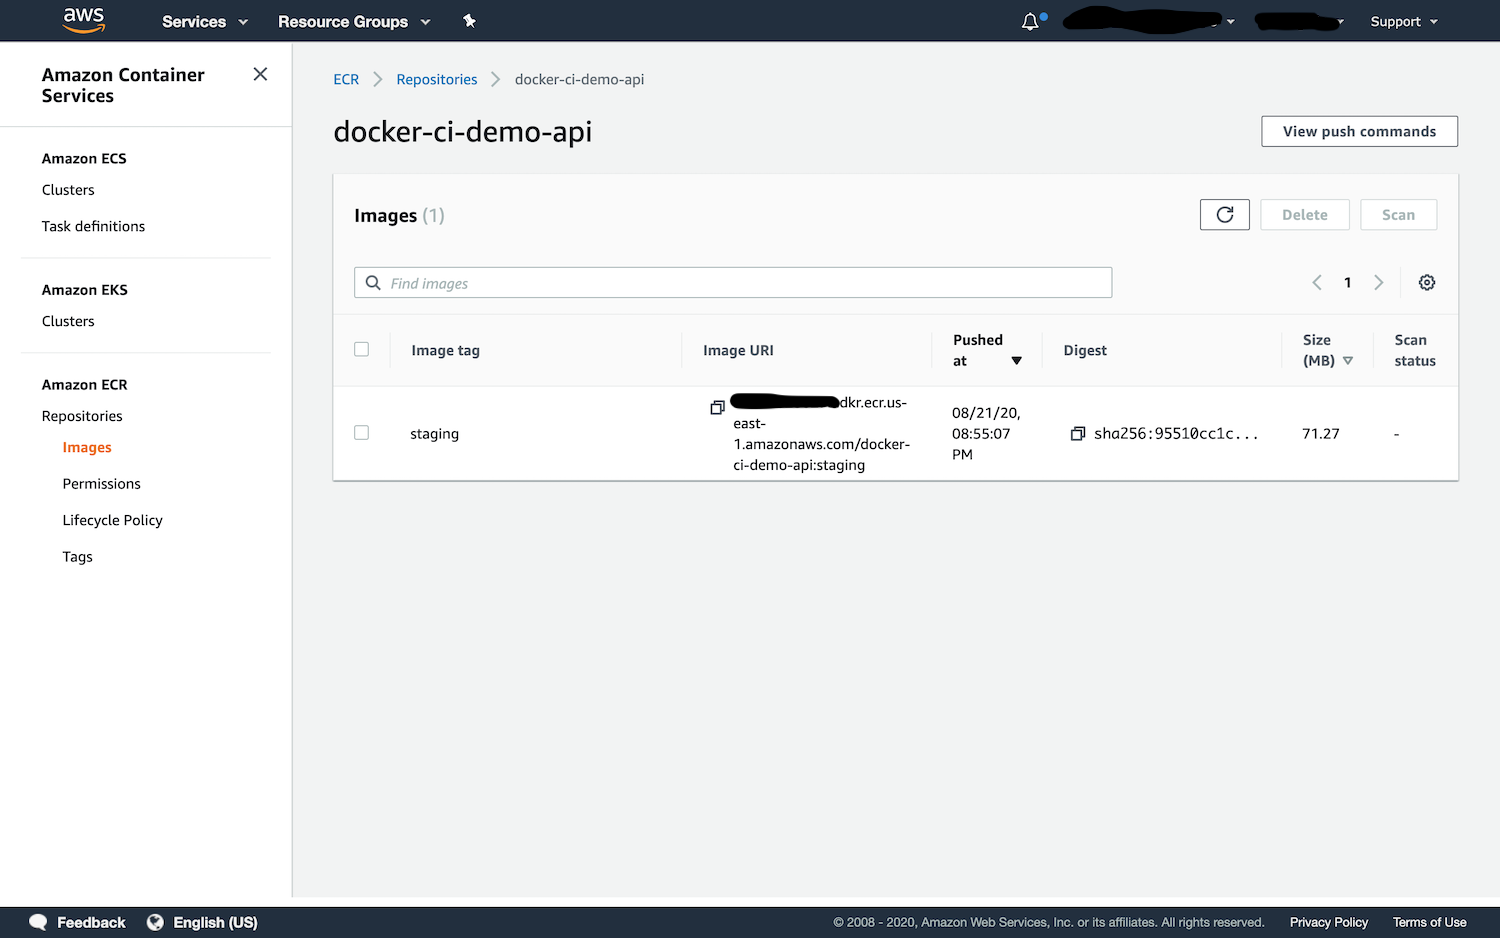 aws Services Resource Groups Support
Amazon Container
Services
Amazon ECS
Clusters
Task definitions
Amazon EKS
Clusters
Amazon ECR
Repositories
Images
Permissions
Lifecycle Policy
Tags
ECR Repositories docker-ci-demo-api
docker-ci-demo-api
View push commands
Images (1)
Delete Scan
Find images
1
Image tag
Image URI
Pushed
at
Digest
Size
(MB)
Scan
status
staging
dkr.ecr.us-
east-
1.amazonaws.com/docker-
ci-demo-api:staging
08/21/20,
08:55:07
PM
sha256:95510cc1c...
71.27
-
Feedback English (US)
© 2008 - 2020, Amazon Web Services, Inc. or its affiliates. All rights reserved. Privacy Policy Terms of Use